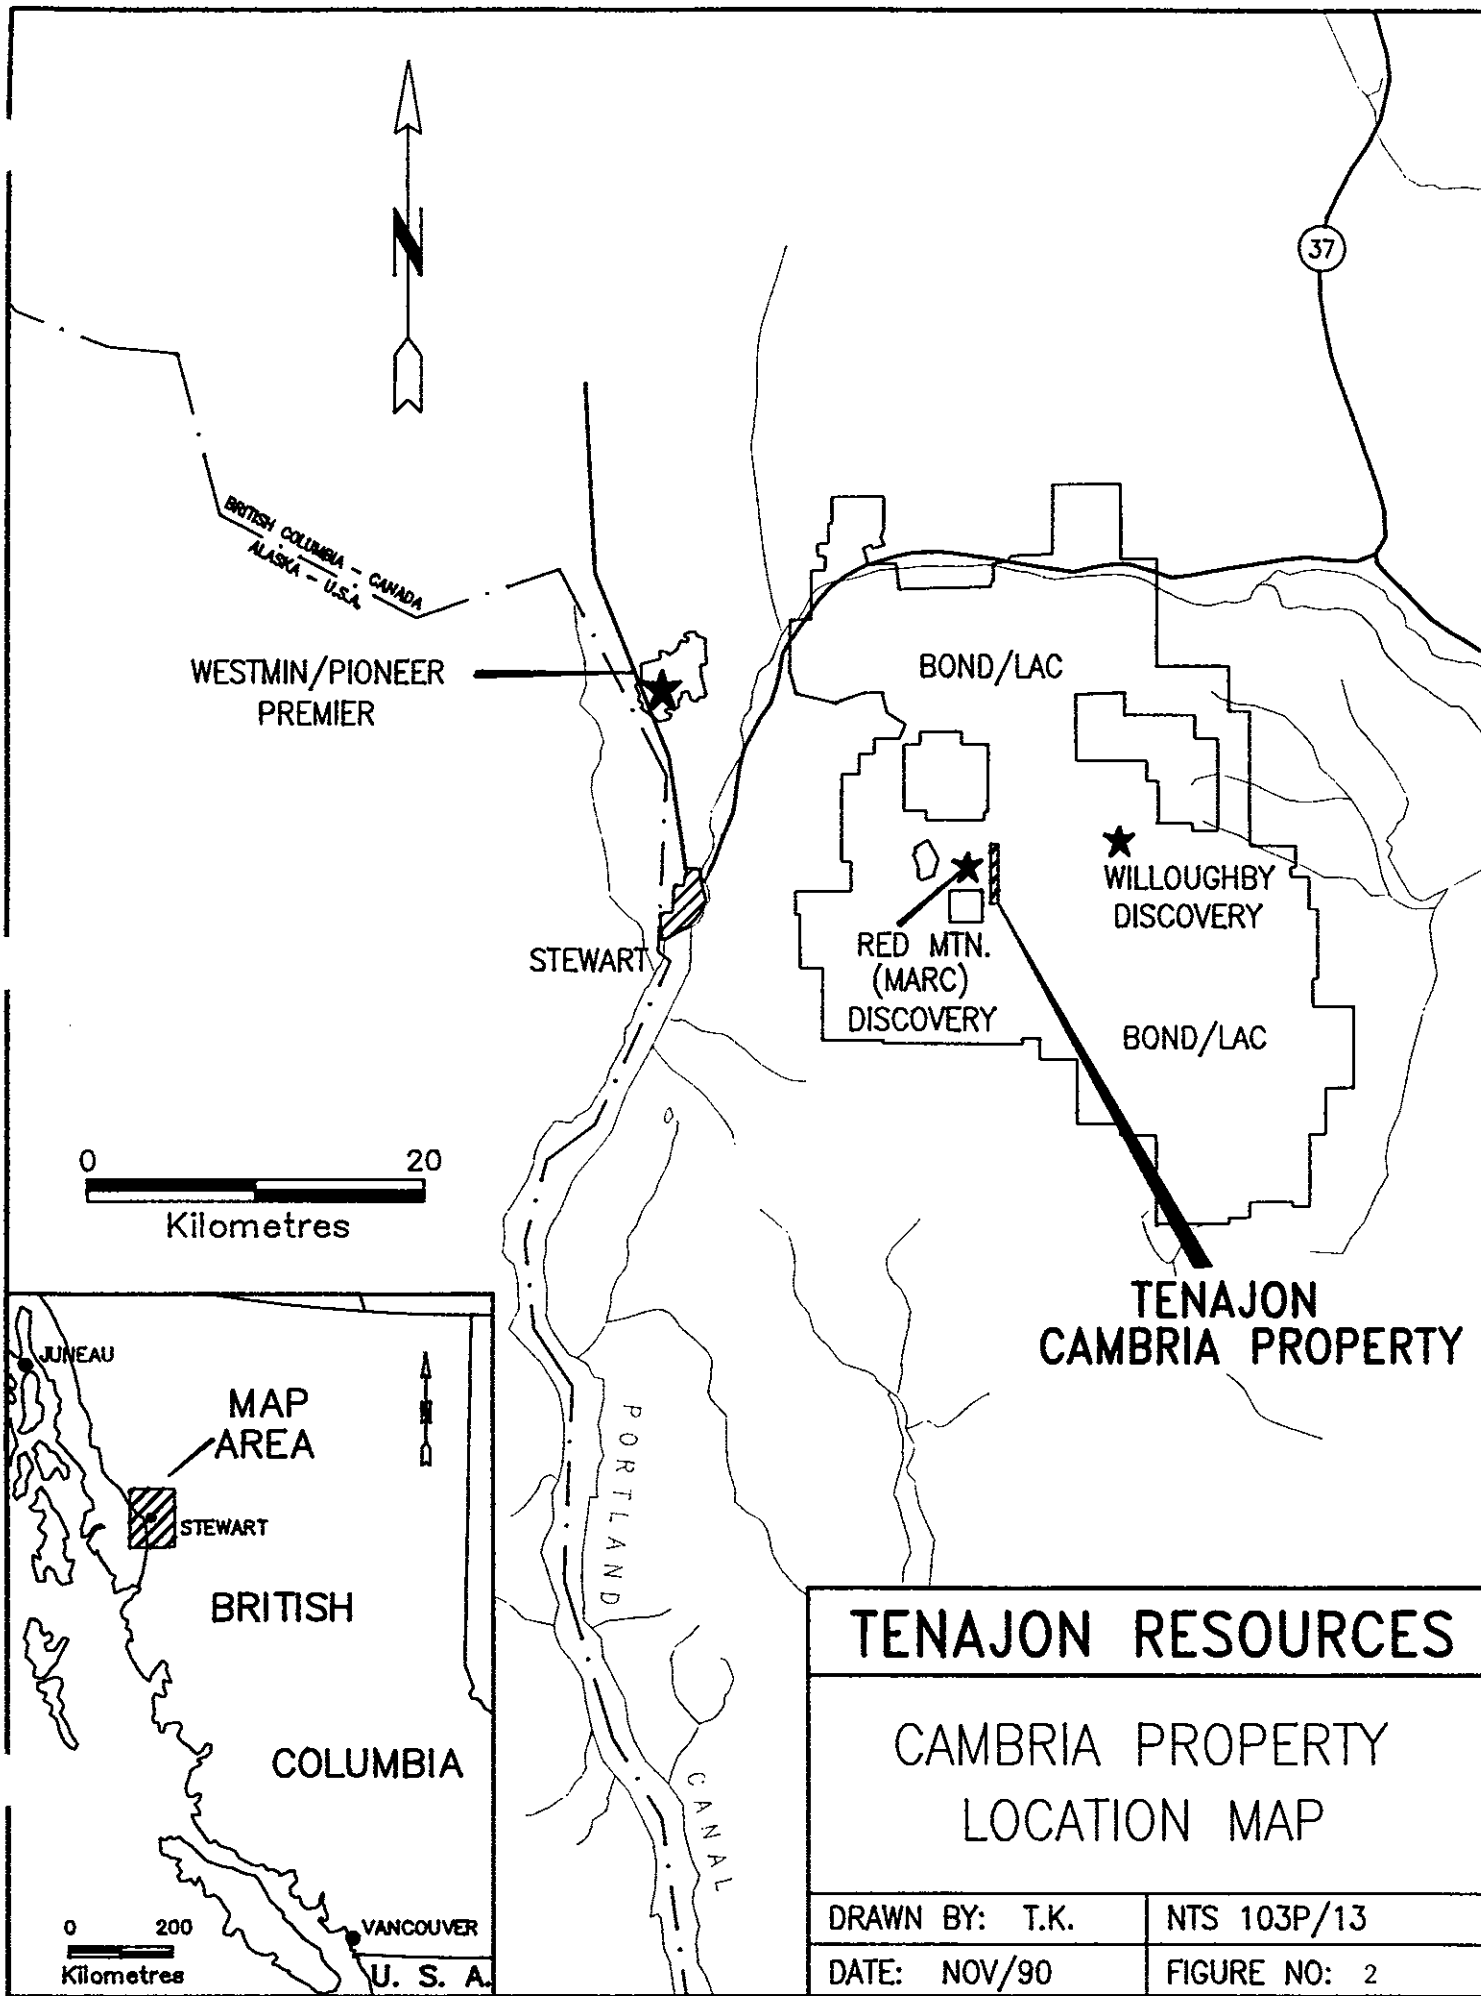 N
37
BRITISH COLUMBIA - CANADA
ALASKA - U.S.A.
WESTMIN/PIONEER
PREMIER
BOND/LAC
WILLOUGHBY
DISCOVERY
STEWART
RED MTN.
(MARC)
DISCOVERY
BOND/LAC
0 20
Kilometres
TENAJON
CAMBRIA PROPERTY
JUNEAU
MAP
AREA
N
STEWART
BRITISH
COLUMBIA
0 200
Kilometres
VANCOUVER
U. S. A.
PORTLAND
CANAL
TENAJON RESOURCES
CAMBRIA PROPERTY
LOCATION MAP
DRAWN BY: T.K.
NTS 103P/13
DATE: NOV/90
FIGURE NO: 2